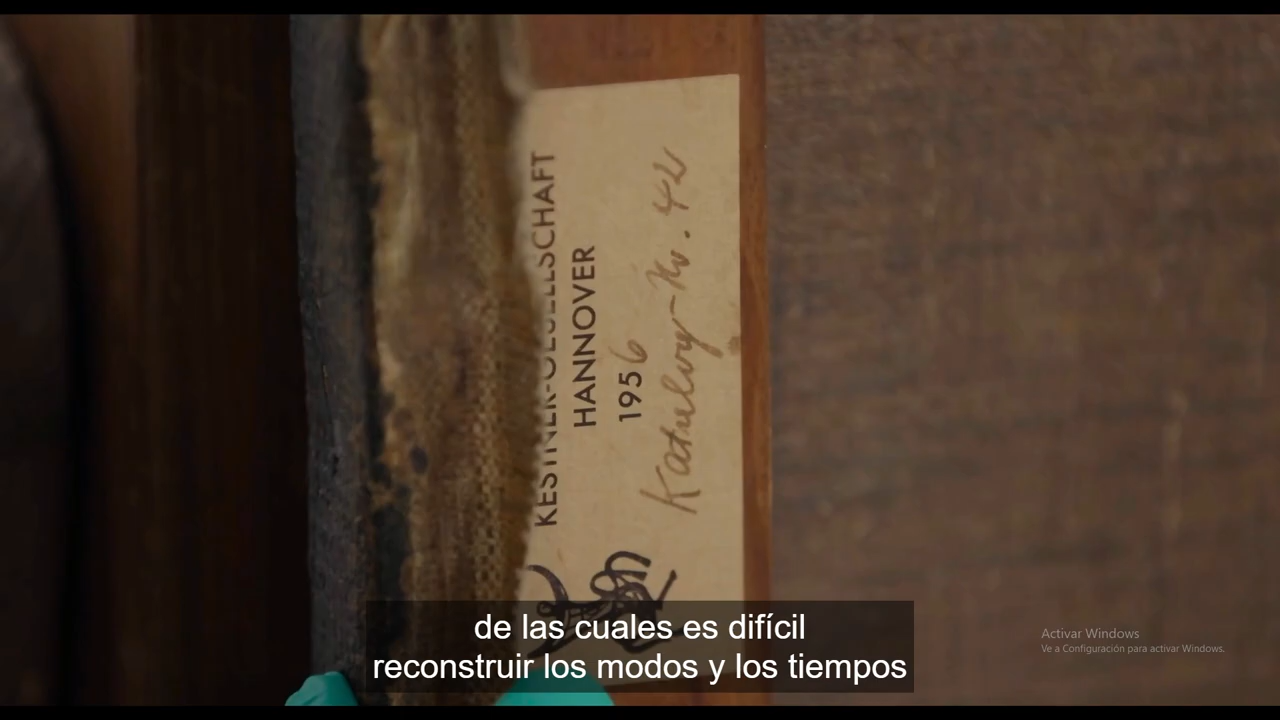 KESTNER-GESELLSCHAFT
HANNOVER
1956
Katalog-No. 42
de las cuales es difícil
reconstruir los modos y los tiempos
Activar Windows
Ve a Configuración para activar Windows.